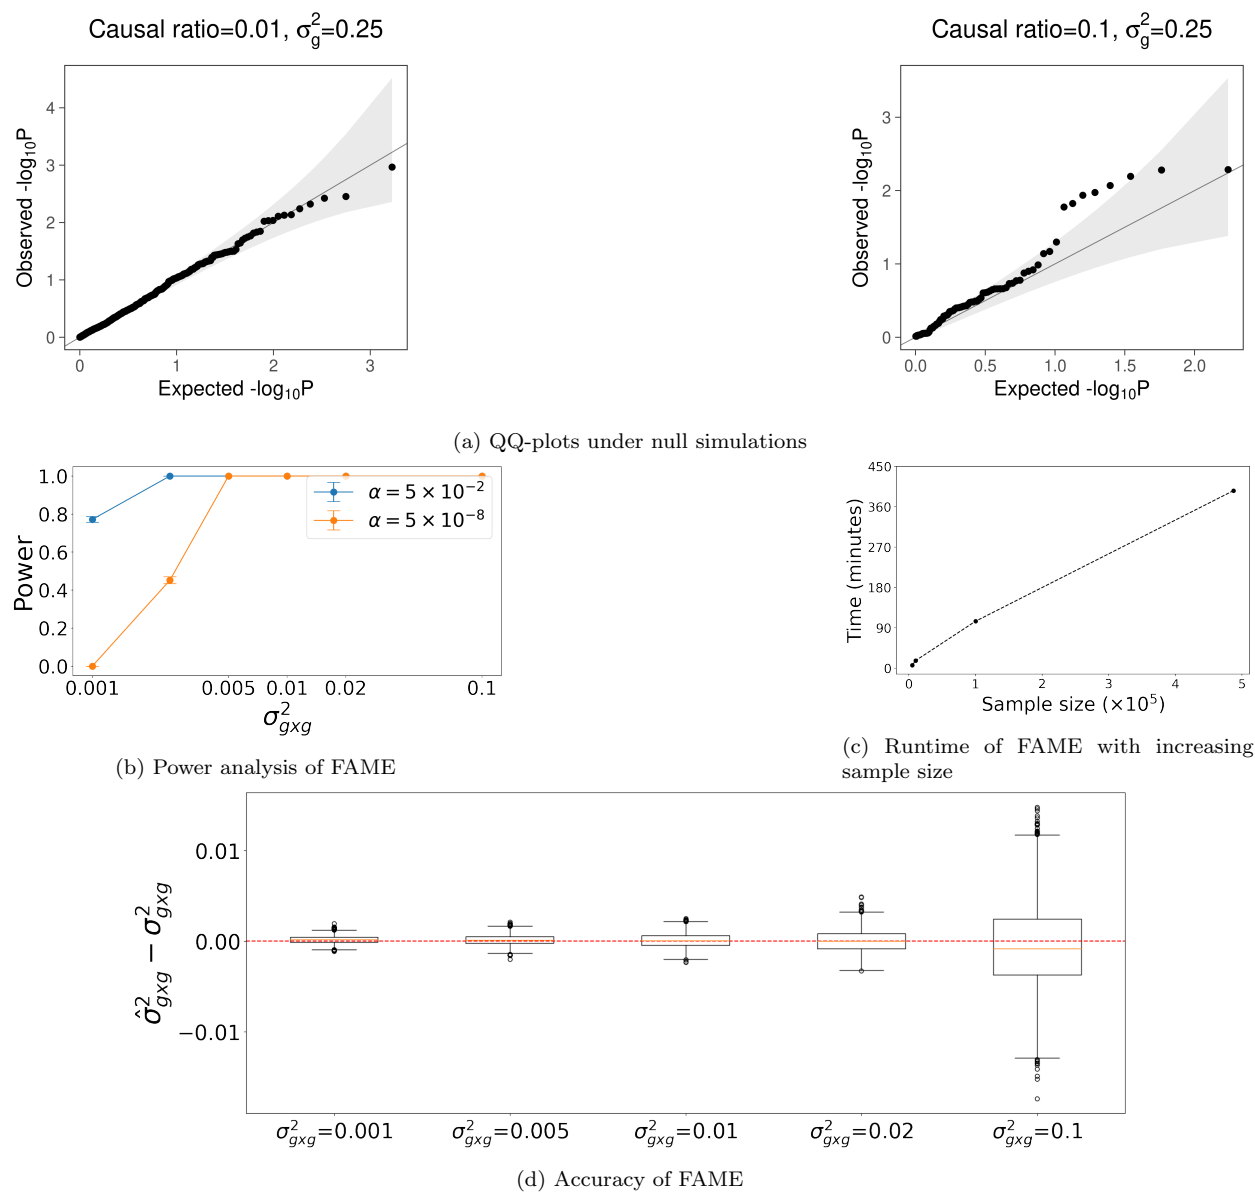 Causal ratio=0.01, σ²g=0.25
Observed -log₁₀P
4
3
2
1
0
0 1 2 3
Expected -log₁₀P
Causal ratio=0.1, σ²g=0.25
Observed -log₁₀P
3
2
1
0
0.0 0.5 1.0 1.5 2.0
Expected -log₁₀P
(a) QQ-plots under null simulations
Power
1.0
0.8
0.6
0.4
0.2
0.0
α = 5 × 10⁻²
α = 5 × 10⁻⁸
0.001 0.005 0.01 0.02 0.1
σ²gxg
(b) Power analysis of FAME
Time (minutes)
450
360
270
180
90
0
0 1 2 3 4 5
Sample size (×10⁵)
(c) Runtime of FAME with increasing
sample size
σ̂²gxg − σ²gxg
0.01
0.00
−0.01
σ²gxg=0.001 σ²gxg=0.005 σ²gxg=0.01 σ²gxg=0.02 σ²gxg=0.1
(d) Accuracy of FAME